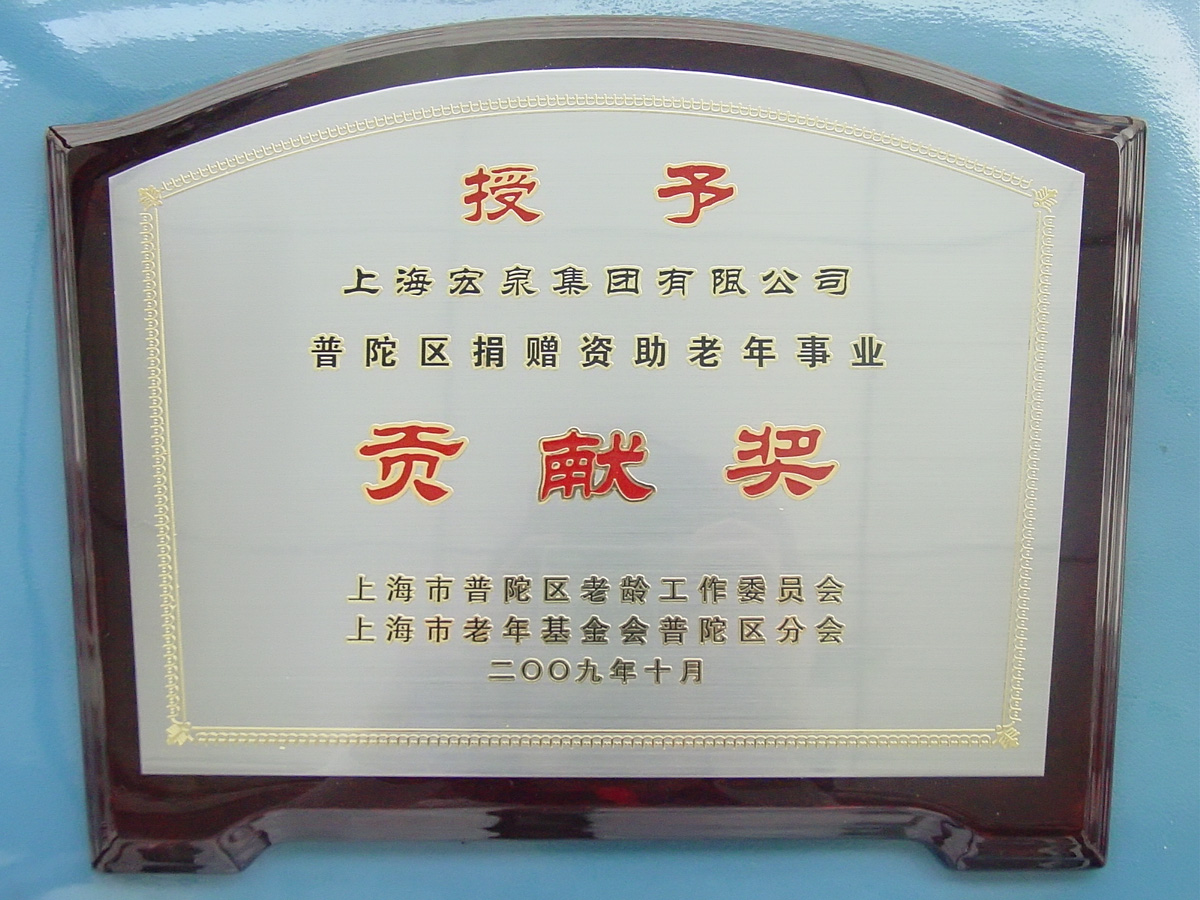 授予
上海宏泉集团有限公司
普陀区捐赠资助老年事业
贡献奖
上海市普陀区老龄工作委员会
上海市老年基金会普陀区分会
二〇〇九年十月